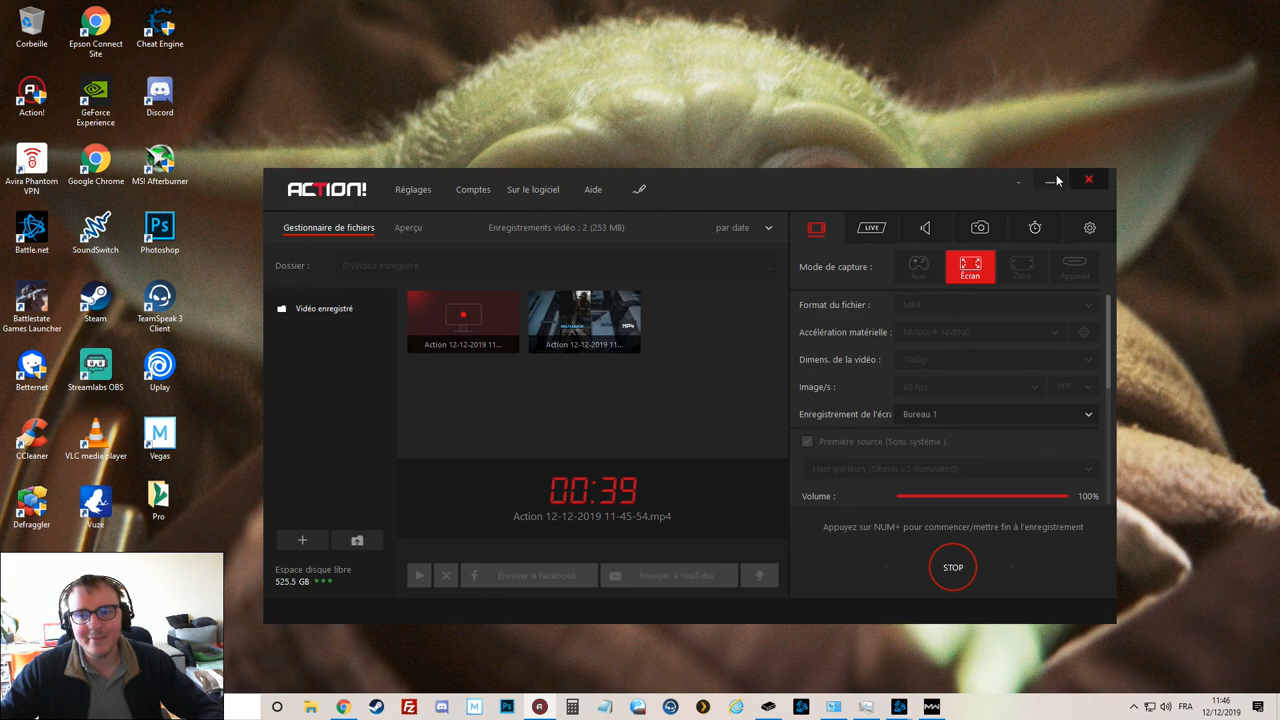 Corbeille
Epson Connect Site
Cheat Engine
Action!
GeForce Experience
Discord
Avira Phantom VPN
Google Chrome
MSI Afterburner
Battle.net
SoundSwitch
Photoshop
Battlestate Games Launcher
Steam
TeamSpeak 3 Client
Betternet
Streamlabs OBS
Uplay
CCleaner
VLC media player
Vegas
Defraggler
Vuze
Pro
ACTION!
Réglages
Comptes
Sur le logiciel
Aide
Gestionnaire de fichiers
Aperçu
Enregistrements vidéo : 2 (253 MB)
par date
LIVE
Dossier :
D:\Vidéo enregistré
...
Vidéo enregistré
MP4
Action 12-12-2019 11...
Action 12-12-2019 11...
00:39
Action 12-12-2019 11-45-54.mp4
Espace disque libre
525.5 GB
Envoyer à Facebook
Envoyer à YouTube
Mode de capture :
Jeux
Écran
Zone
Appareil
Format du fichier :
MP4
Accélération matérielle :
NVIDIA® NVENC
Dimens. de la vidéo :
1080p
Image/s :
60 fps
VFR
Enregistrement de l'écra
Bureau 1
Première source (Sons système )
Haut-parleurs (Siberia V2 Illuminated)
Volume :
100%
Appuyez sur NUM+ pour commencer/mettre fin à l'enregistrement
STOP
FRA
11:46
12/12/2019